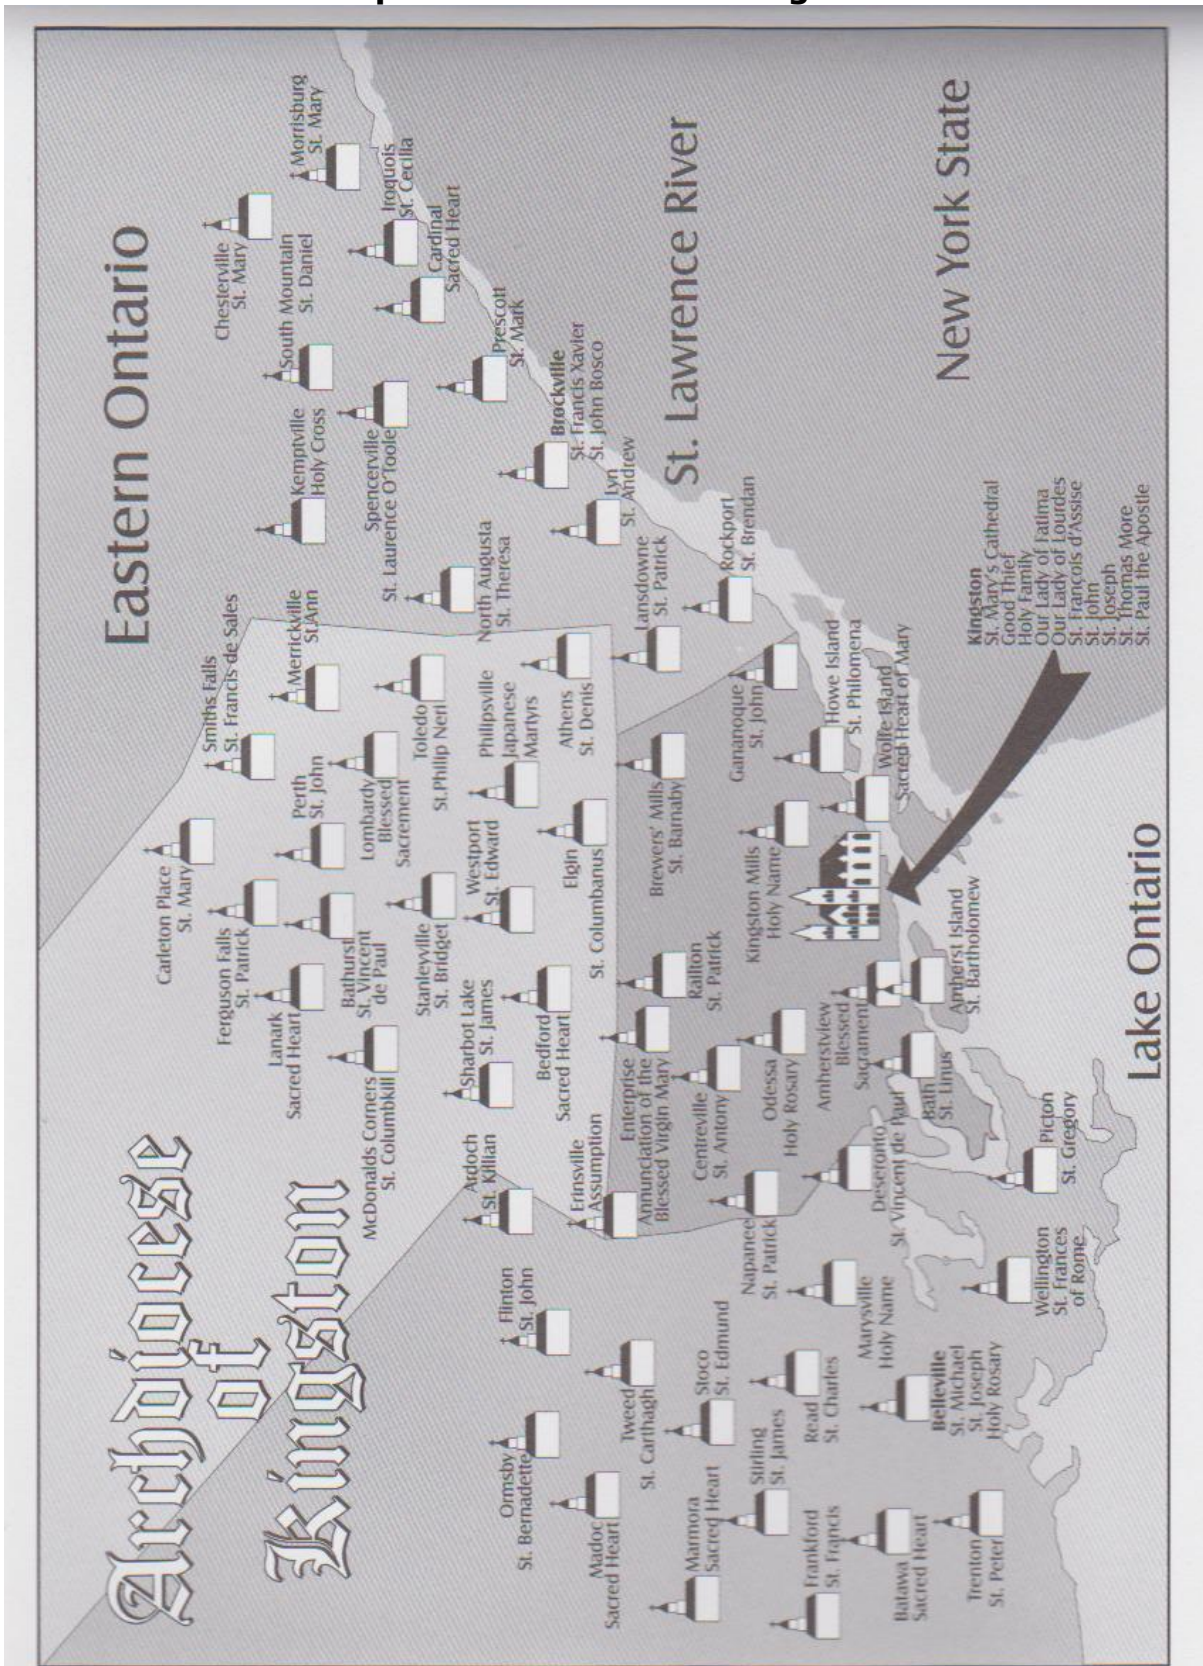 Archdiocese
of
Kingston
Eastern Ontario
St. Lawrence River
New York State
Lake Ontario
Carleton Place
St. Mary
Smiths Falls
St. Francis de Sales
Chesterville
St. Mary
Morrisburg
St. Mary
Ferguson Falls
St. Patrick
Merrickville
St.Ann
Kemptville
Holy Cross
South Mountain
St. Daniel
Lanark
Sacred Heart
Perth
St. John
Iroquois
St. Cecilia
Bathurst
St. Vincent
de Paul
Lombardy
Blessed
Sacrement
Spencerville
St. Laurence O'Toole
Cardinal
Sacred Heart
McDonalds Corners
St. Columbkill
Stanleyville
St. Bridget
Toledo
St.Philip Neri
Ardoch
St. Killian
Sharbot Lake
St. James
Westport
St. Edward
Philipsville
Japanese
Martyrs
North Augusta
St. Theresa
Prescott
St. Mark
Ormsby
St. Bernadette
Flinton
St. John
Bedford
Sacred Heart
Elgin
St. Columbanus
Athens
St. Denis
Brockville
St. Francis Xavier
St. John Bosco
Madoc
Sacred Heart
Tweed
St. Carthagh
Erinsville
Assumption
Enterprise
Annunciation of the
Blessed Virgin Mary
Lyn
St. Andrew
Marmora
Sacred Heart
Stoco
St. Edmund
Centreville
St. Antony
Railton
St. Patrick
Brewers' Mills
St. Barnaby
Lansdowne
St. Patrick
Stirling
St. James
Napanee
St. Patrick
Odessa
Holy Rosary
Kingston Mills
Holy Name
Gananoque
St. John
Rockport
St. Brendan
Frankford
St. Francis
Read
St. Charles
Marysville
Holy Name
Deseronto
St. Vincent de Paul
Amherstview
Blessed
Sacrament
Howe Island
St. Philomena
Wolfe Island
Sacred Heart of Mary
Batawa
Sacred Heart
Belleville
St. Michael
St. Joseph
Holy Rosary
Bath
St. Linus
Amherst Island
St. Bartholomew
Trenton
St. Peter
Wellington
St. Frances
of Rome
Picton
St. Gregory
Kingston
St. Mary's Cathedral
Good Thief
Holy Family
Our Lady of Fatima
Our Lady of Lourdes
St. François d'Assise
St. John
St. Joseph
St. Thomas More
St. Paul the Apostle